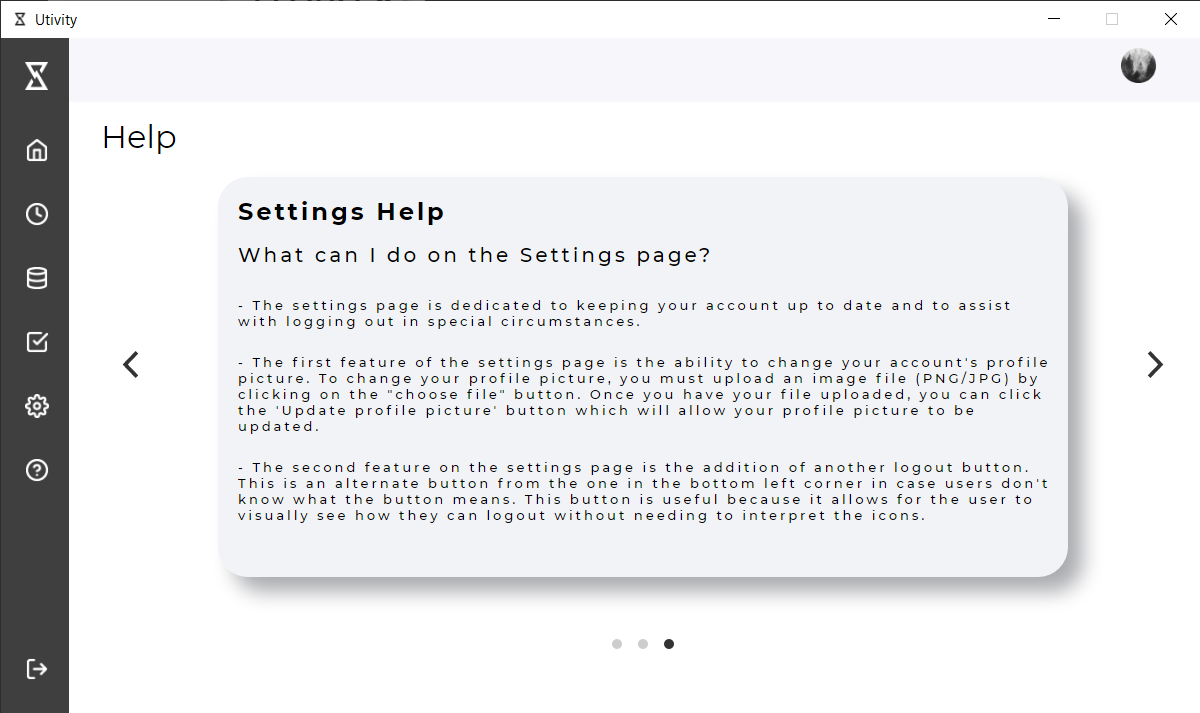 Utivity
Help
Settings Help
What can I do on the Settings page?
- The settings page is dedicated to keeping your account up to date and to assist
with logging out in special circumstances.
- The first feature of the settings page is the ability to change your account's profile
picture. To change your profile picture, you must upload an image file (PNG/JPG) by
clicking on the "choose file" button. Once you have your file uploaded, you can click
the 'Update profile picture' button which will allow your profile picture to be
updated.
- The second feature on the settings page is the addition of another logout button.
This is an alternate button from the one in the bottom left corner in case users don't
know what the button means. This button is useful because it allows for the user to
visually see how they can logout without needing to interpret the icons.